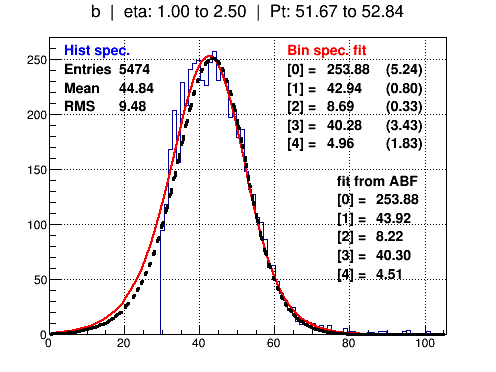 b | eta: 1.00 to 2.50 | Pt: 51.67 to 52.84
Hist spec.
Entries 5474
Mean 44.84
RMS 9.48
Bin spec. fit
[0] = 253.88 (5.24)
[1] = 42.94 (0.80)
[2] = 8.69 (0.33)
[3] = 40.28 (3.43)
[4] = 4.96 (1.83)
fit from ABF
[0] = 253.88
[1] = 43.92
[2] = 8.22
[3] = 40.30
[4] = 4.51
250
200
150
100
50
0
0 20 40 60 80 100